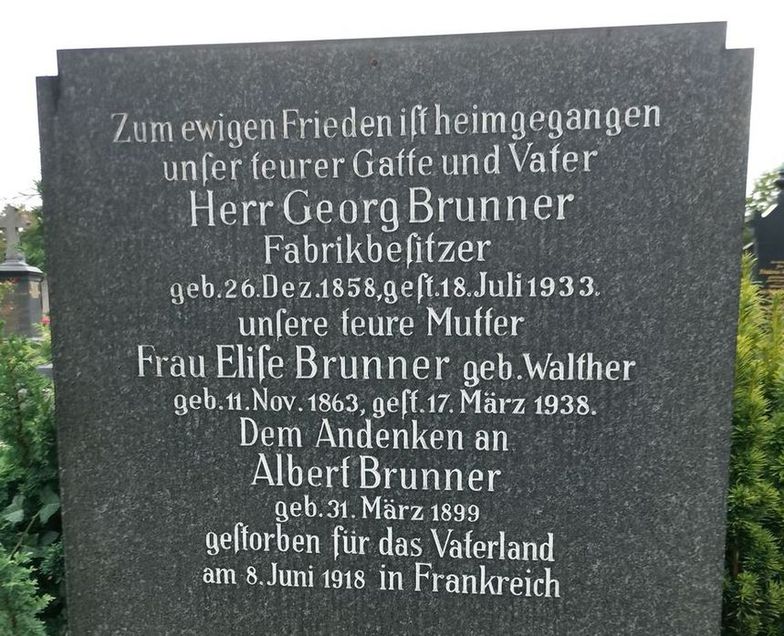 Zum ewigen Frieden iſt heimgegangen
unſer teurer Gatte und Vater
Herr Georg Brunner
Fabrikbeſitzer
geb. 26. Dez. 1858, geſt. 18. Juli 1933.
unſere teure Mutter
Frau Eliſe Brunner geb. Walther
geb. 11. Nov. 1863, geſt. 17. März 1938.
Dem Andenken an
Albert Brunner
geb. 31. März 1899
geſtorben für das Vaterland
am 8. Juni 1918 in Frankreich